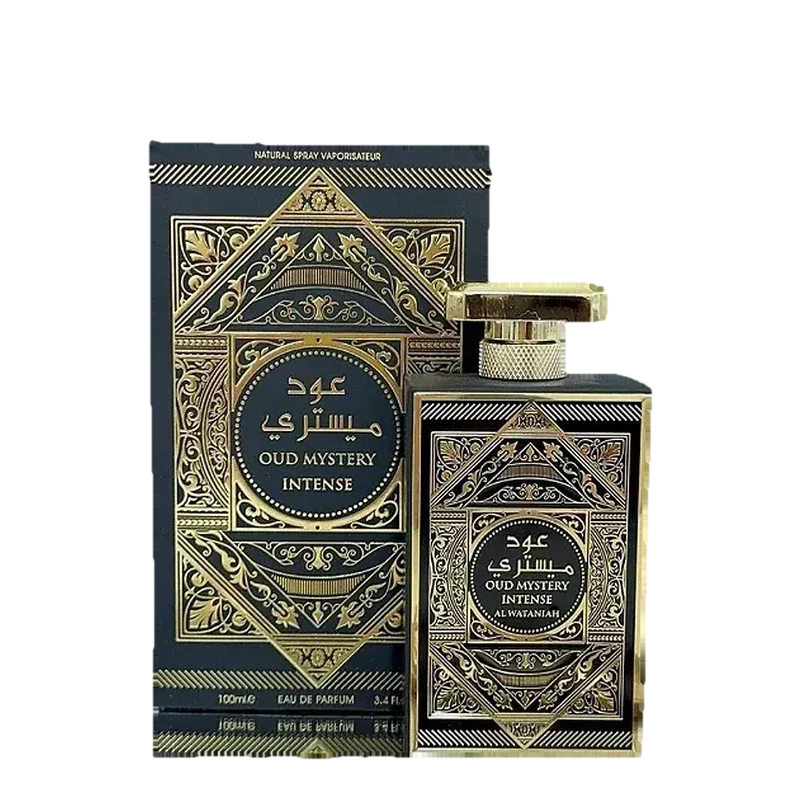 NATURAL SPRAY VAPORISATEUR
عود
ميستري
OUD MYSTERY
INTENSE
100ml.e EAU DE PARFUM 3.4 FL
عود
ميستري
OUD MYSTERY
INTENSE
AL WATANIAH